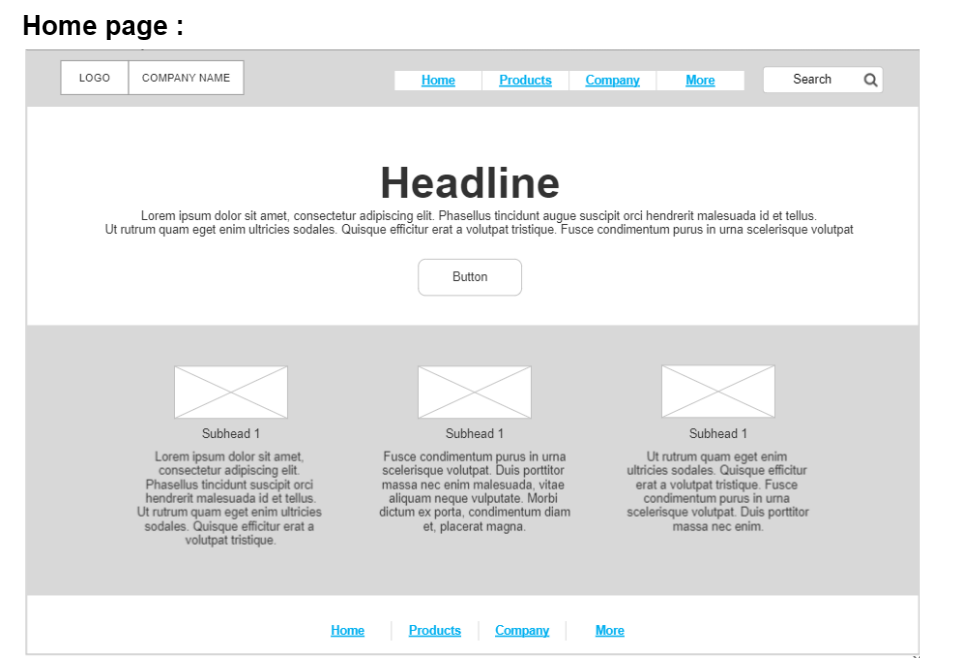 Home page :
LOGO COMPANY NAME Home Products Company More Search
Headline
Lorem ipsum dolor sit amet, consectetur adipiscing elit. Phasellus tincidunt augue suscipit orci hendrerit malesuada id et tellus.
Ut rutrum quam eget enim ultricies sodales. Quisque efficitur erat a volutpat tristique. Fusce condimentum purus in urna scelerisque volutpat
Button
Subhead 1
Lorem ipsum dolor sit amet,
consectetur adipiscing elit.
Phasellus tincidunt suscipit orci
hendrerit malesuada id et tellus.
Ut rutrum quam eget enim ultricies
sodales. Quisque efficitur erat a
volutpat tristique.
Subhead 1
Fusce condimentum purus in urna
scelerisque volutpat. Duis porttitor
massa nec enim malesuada, vitae
aliquam neque vulputate. Morbi
dictum ex porta, condimentum diam
et, placerat magna.
Subhead 1
Ut rutrum quam eget enim
ultricies sodales. Quisque efficitur
erat a volutpat tristique. Fusce
condimentum purus in urna
scelerisque volutpat. Duis porttitor
massa nec enim.
Home Products Company More